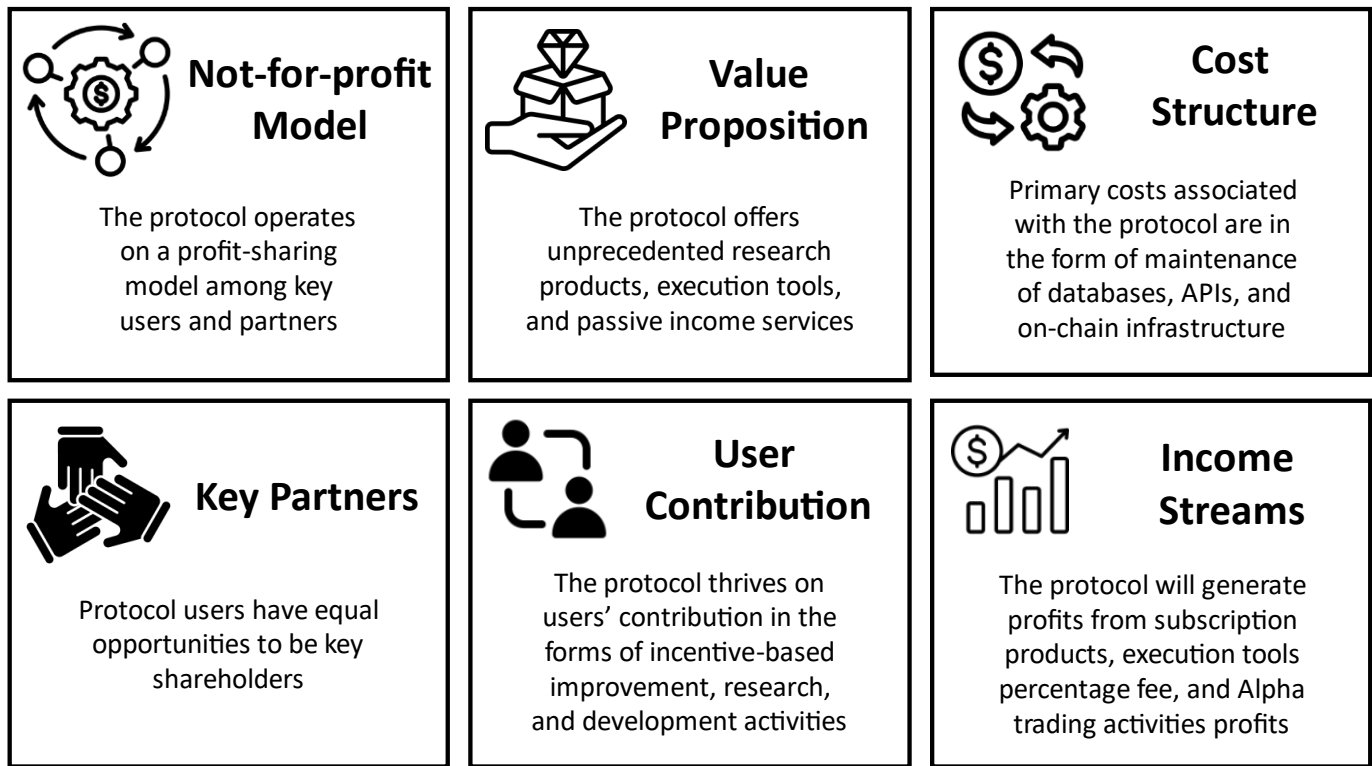 Not-for-profit
Model
The protocol operates
on a profit-sharing
model among key
users and partners
Value
Proposition
The protocol offers
unprecedented research
products, execution tools,
and passive income services
Cost
Structure
Primary costs associated
with the protocol are in
the form of maintenance
of databases, APIs, and
on-chain infrastructure
Key Partners
Protocol users have equal
opportunities to be key
shareholders
User
Contribution
The protocol thrives on
users’ contribution in the
forms of incentive-based
improvement, research,
and development activities
Income
Streams
The protocol will generate
profits from subscription
products, execution tools
percentage fee, and Alpha
trading activities profits